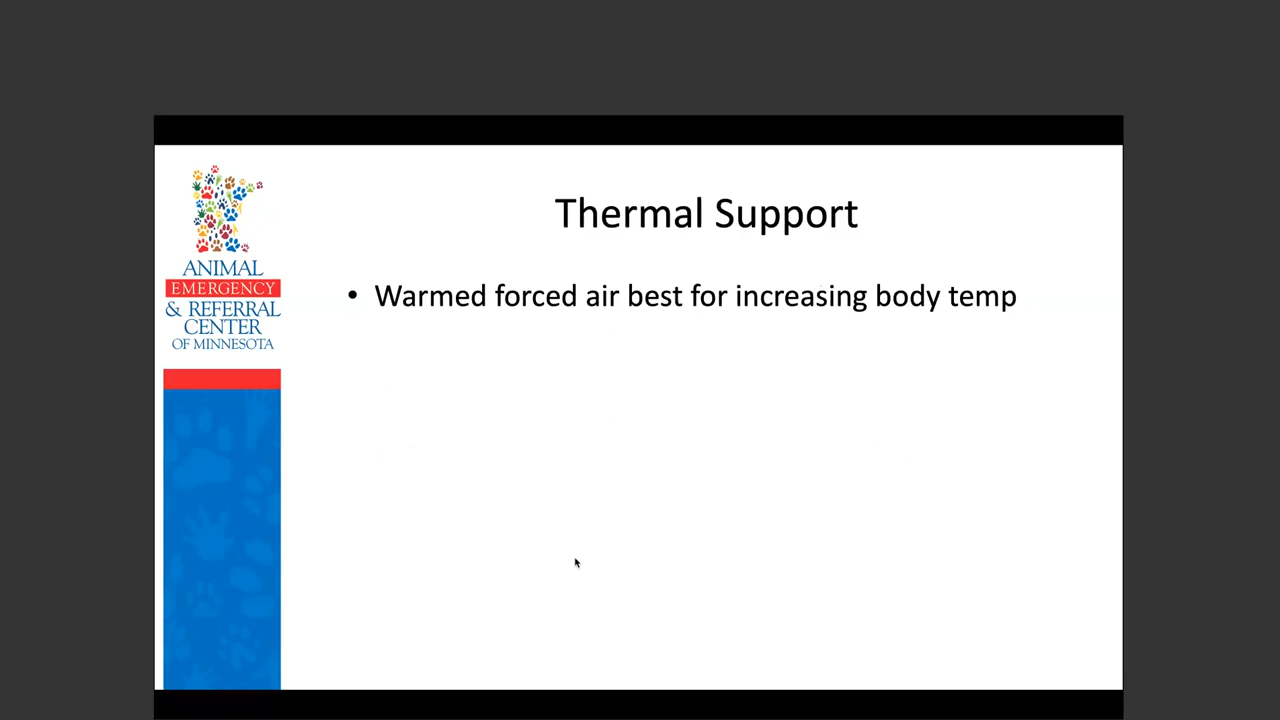 Thermal Support
• Warmed forced air best for increasing body temp
ANIMAL
EMERGENCY
& REFERRAL
CENTER
OF MINNESOTA